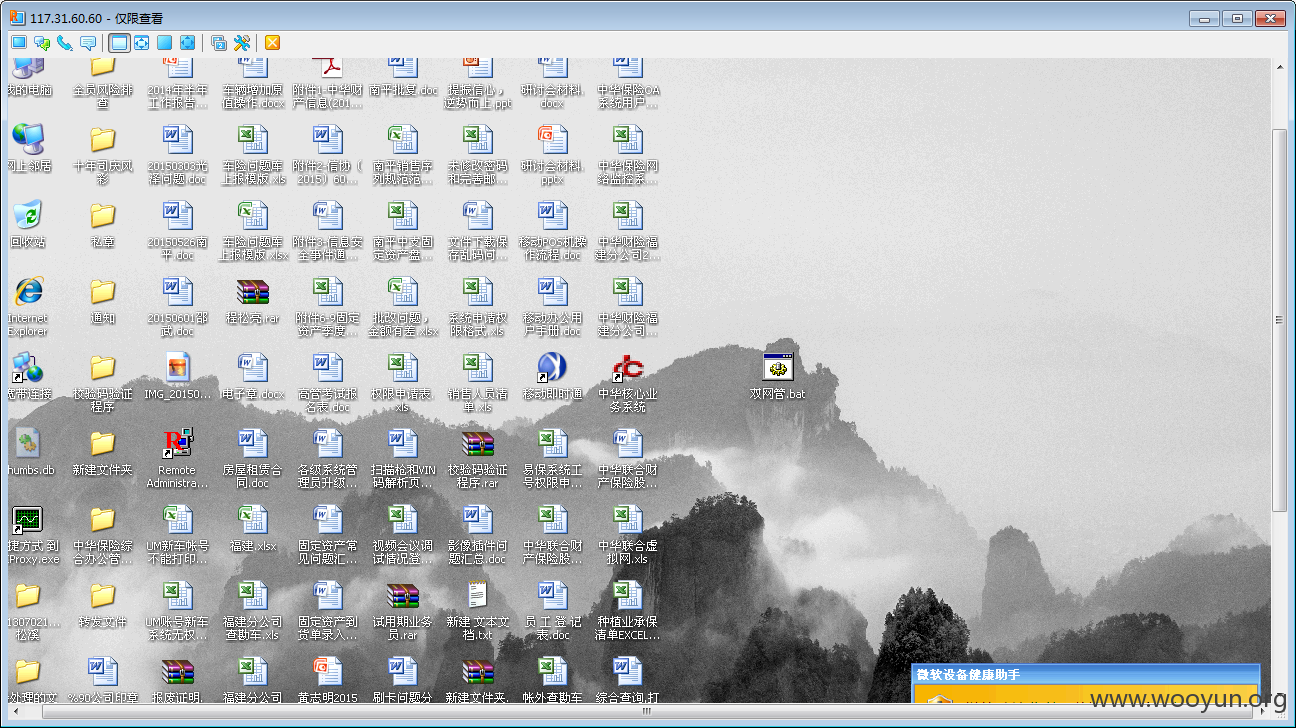 117.31.60.60 - 仅限查看
我的电脑
全员风险排
查
2014年半年
工作报告...
车辆增加原
值操作.docx
附件1-中华财
产信息(201...
南平批复.doc
提振信心，
逆势而上.ppt
研讨会材料.
docx
中华保险OA
系统用户...
网上邻居
十年司庆风
彩
20150303光
泽问题.doc
车险问题库
上报模版.xls
附件2-信协（
2015）60...
南平销售序
列规范范...
未修改密码
和完善邮...
研讨会材料.
pptx
中华保险网
络监控系...
回收站
私章
20150526南
平.doc
车险问题库
上报模版.xlsx
附件3-信息安
全事件通...
南平中支固
定资产盘...
文件下载保
存乱码问...
移动POS机操
作流程.doc
中华财险福
建分公司2...
Internet
Explorer
通知
20150601邵
武.doc
程松亮.rar
附件6-9固定
资产季度...
批改问题，
金额有差.xlsx
系统申请权
限格式.xls
移动办公用
户手册.doc
中华财险福
建分公司...
宽带连接
校验码验证
程序
IMG_20150...
电子章.docx
高管考试报
名表.doc
权限申请表.
xls
销售人员清
单.xls
移动即时通
中华核心业
务系统
双网管.bat
humbs.db
新建文件夹
Remote
Administra...
房屋租赁合
同.doc
各级系统管
理员升级...
扫描枪和VIN
码解析页...
校验码验证
程序.rar
易保系统工
号权限申...
中华联合财
产保险股...
捷方式 到
Proxy.exe
中华保险综
合办公管...
UM新车帐号
不能打印...
福建.xlsx
固定资产常
见问题汇...
视频会议调
试情况登...
影像插件问
题汇总.doc
中华联合财
产保险股...
中华联合虚
拟网.xls
1307021...
松溪
转发文件
UM账号新车
系统无权...
福建分公司
查勘车.xls
固定资产到
货单录入...
试用期业务
员.rar
新建 文本文
档.txt
员 工 登 记
表.doc
种植业承保
清单EXCEL...
处理的文
%90公司印章
报废证明.
福建分公司
黄志明2015
刷卡问题分
新建文件夹.
帐外查勘车
综合查询,打
微软设备健康助手
www.wooyun.org